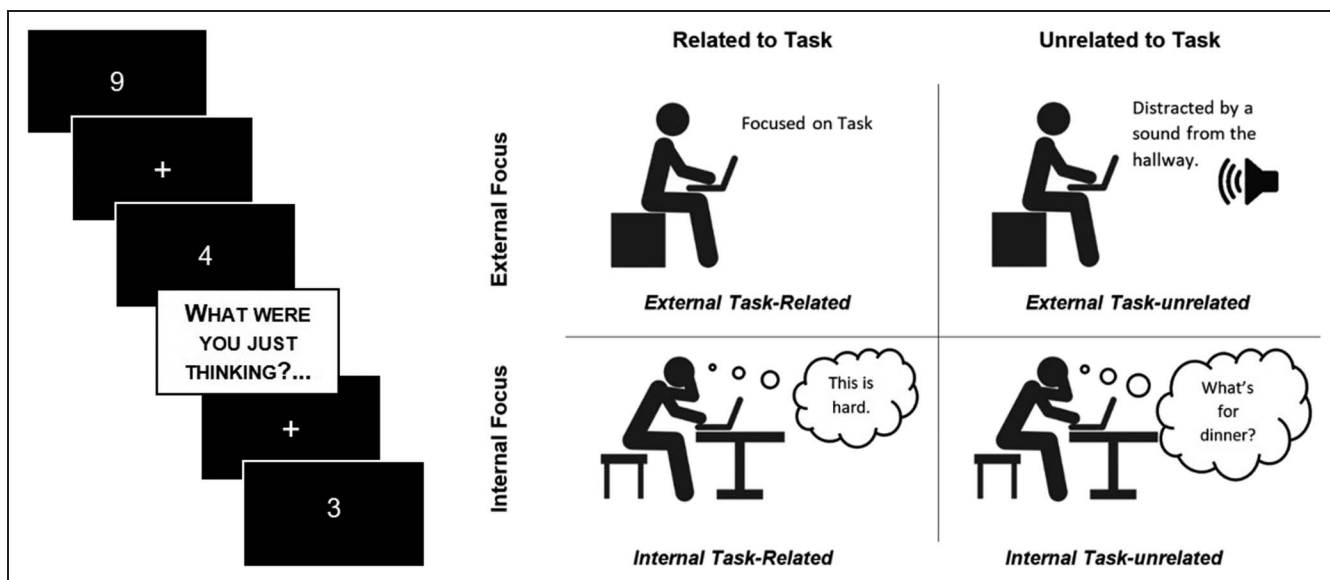 9
+
4
WHAT WERE
YOU JUST
THINKING?...
+
3
Related to Task
Unrelated to Task
External Focus
Focused on Task
Distracted by a
sound from the
hallway.
External Task-Related
External Task-unrelated
Internal Focus
This is
hard.
What's
for
dinner?
Internal Task-Related
Internal Task-unrelated